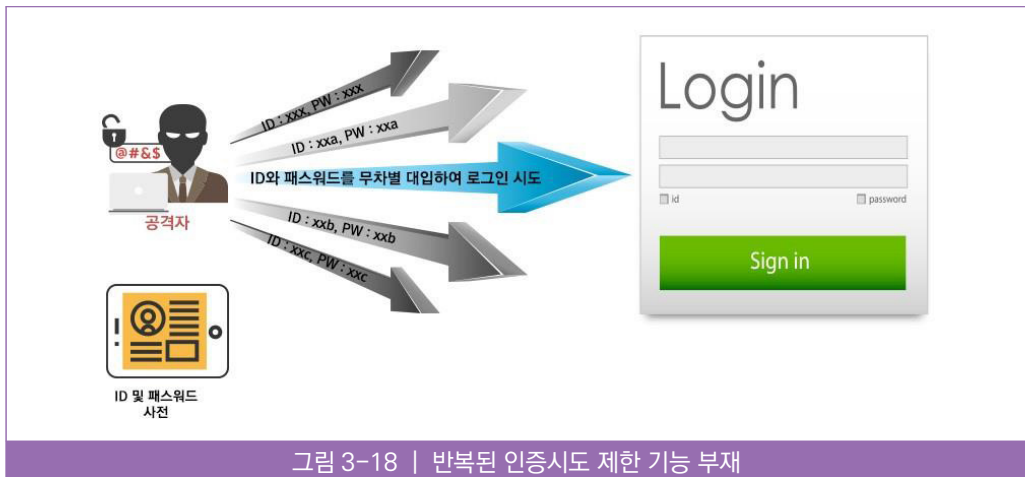 @#&$
공격자
ID 및 패스워드
사전
ID : xxx, PW : xxx
ID : xxa, PW : xxa
ID와 패스워드를 무차별 대입하여 로그인 시도
ID : xxb, PW : xxb
ID : xxc, PW : xxc
Login
id
password
Sign in
그림 3-18 | 반복된 인증시도 제한 기능 부재